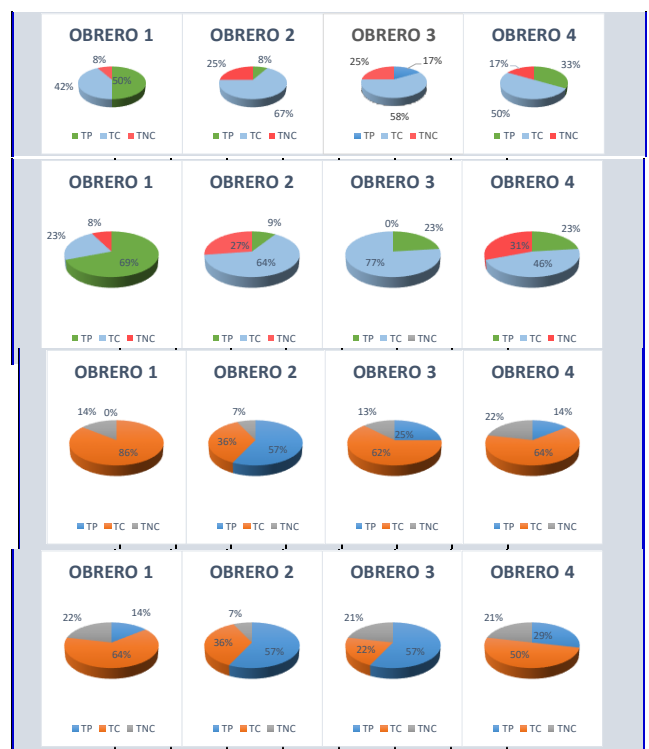 OBRERO 1 OBRERO 2 OBRERO 3 OBRERO 4
8% 50% 42%
8% 25% 67%
25% 17% 58%
17% 33% 50%
TP TC TNC TP TC TNC TP TC TNC TP TC TNC
OBRERO 1 OBRERO 2 OBRERO 3 OBRERO 4
8% 23% 69%
9% 27% 64%
0% 23% 77%
23% 31% 46%
TP TC TNC TP TC TNC TP TC TNC TP TC TNC
OBRERO 1 OBRERO 2 OBRERO 3 OBRERO 4
14% 0% 86%
7% 36% 57%
13% 25% 62%
22% 14% 64%
TP TC TNC TP TC TNC TP TC TNC TP TC TNC
OBRERO 1 OBRERO 2 OBRERO 3 OBRERO 4
22% 14% 64%
7% 36% 57%
21% 22% 57%
21% 29% 50%
TP TC TNC TP TC TNC TP TC TNC TP TC TNC